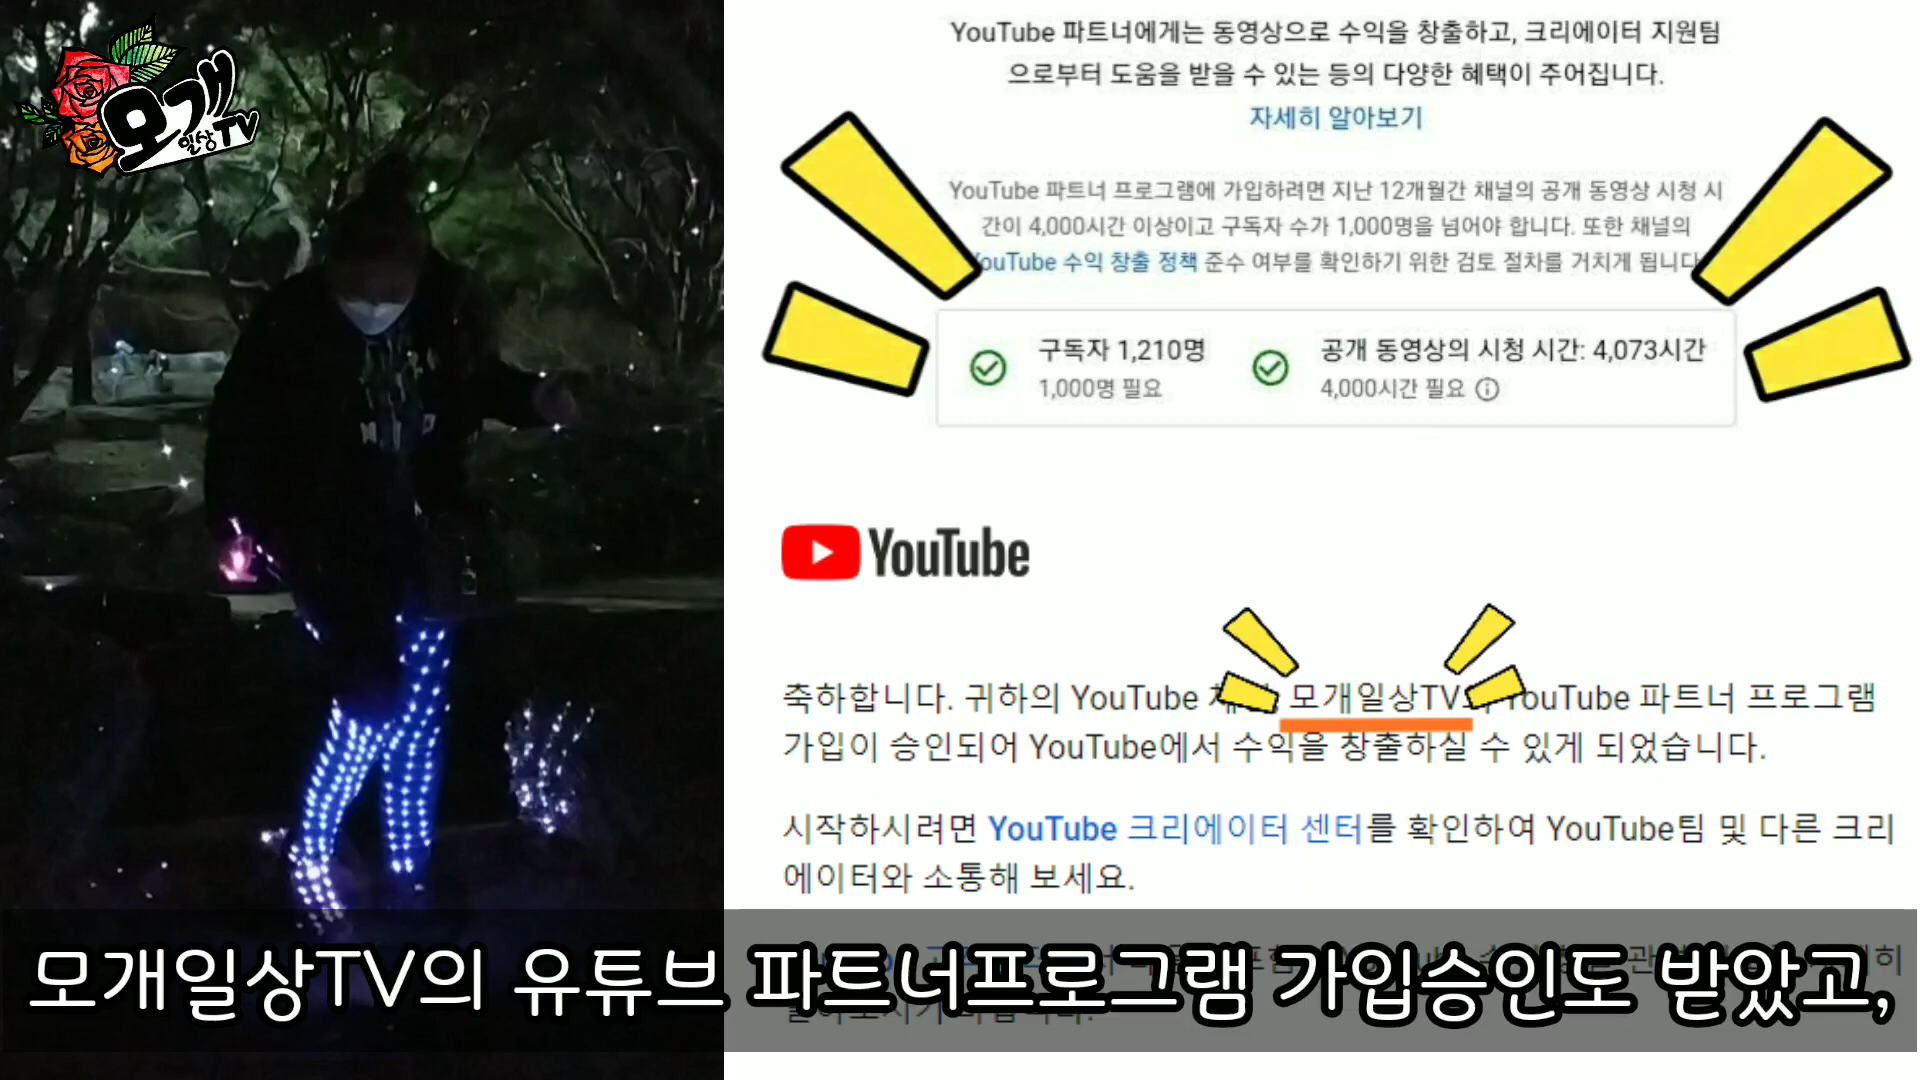 모개
일상TV
YouTube 파트너에게는 동영상으로 수익을 창출하고, 크리에이터 지원팀
으로부터 도움을 받을 수 있는 등의 다양한 혜택이 주어집니다.
자세히 알아보기
YouTube 파트너 프로그램에 가입하려면 지난 12개월간 채널의 공개 동영상 시청 시
간이 4,000시간 이상이고 구독자 수가 1,000명을 넘어야 합니다. 또한 채널의
YouTube 수익 창출 정책 준수 여부를 확인하기 위한 검토 절차를 거치게 됩니다
구독자 1,210명
1,000명 필요
공개 동영상의 시청 시간: 4,073시간
4,000시간 필요
YouTube
축하합니다. 귀하의 YouTube 모개일상TV YouTube 파트너 프로그램
가입이 승인되어 YouTube에서 수익을 창출하실 수 있게 되었습니다.
시작하시려면 YouTube 크리에이터 센터를 확인하여 YouTube팀 및 다른 크리
에이터와 소통해 보세요.
모개일상TV의 유튜브 파트너프로그램 가입승인도 받았고,